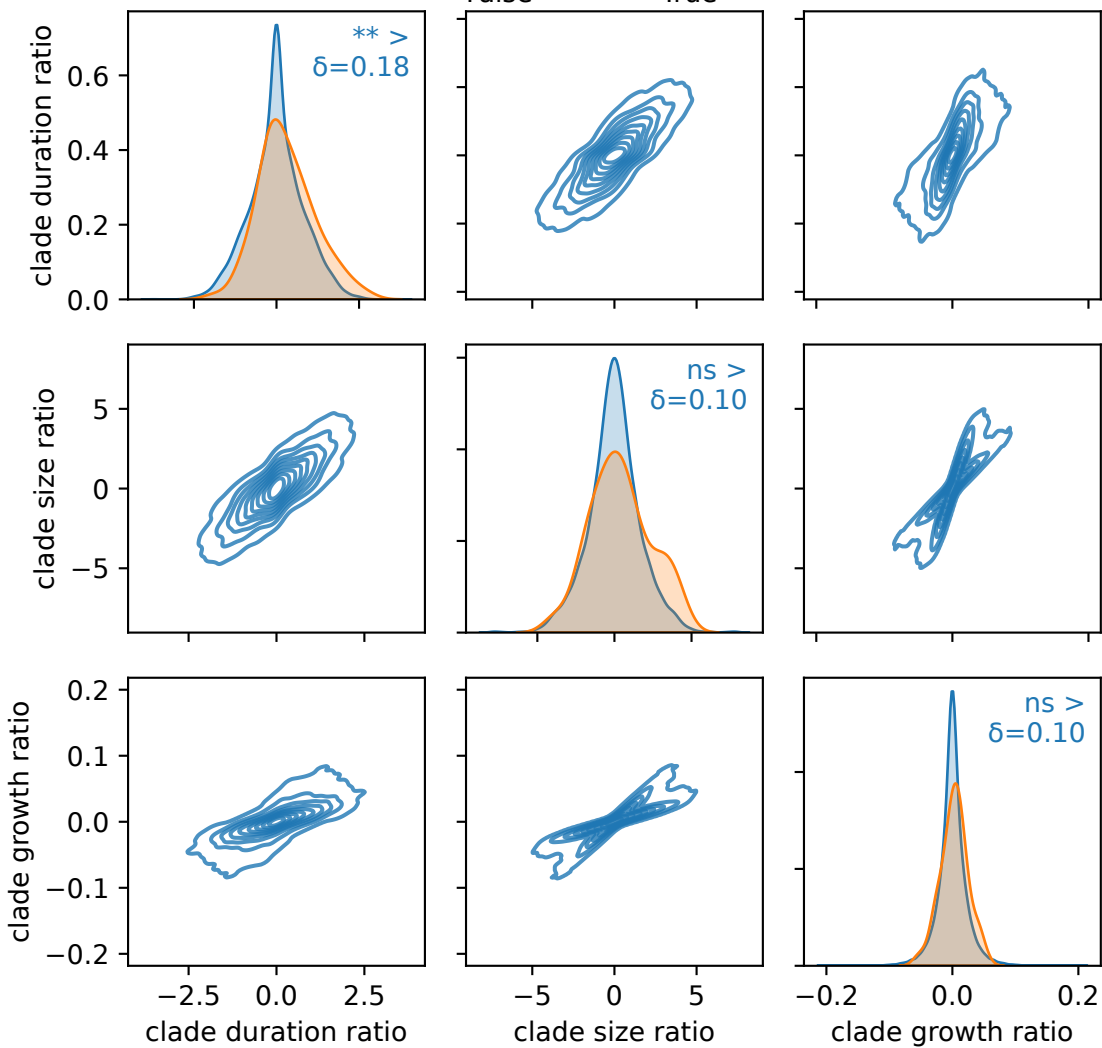 clade duration ratio
0.6
0.4
0.2
0.0
** >
δ=0.18
clade size ratio
5
0
−5
ns >
δ=0.10
clade growth ratio
0.2
0.1
0.0
−0.1
−0.2
ns >
δ=0.10
−2.5 0.0 2.5
−5 0 5
−0.2 0.0 0.2
clade duration ratio
clade size ratio
clade growth ratio